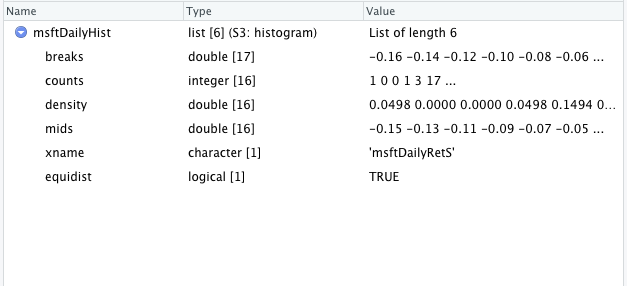 Name Type Value
msftDailyHist list [6] (S3: histogram) List of length 6
breaks double [17] −0.16 −0.14 −0.12 −0.10 −0.08 −0.06 ...
counts integer [16] 1 0 0 1 3 17 ...
density double [16] 0.0498 0.0000 0.0000 0.0498 0.1494 0...
mids double [16] −0.15 −0.13 −0.11 −0.09 −0.07 −0.05 ...
xname character [1] 'msftDailyRetS'
equidist logical [1] TRUE